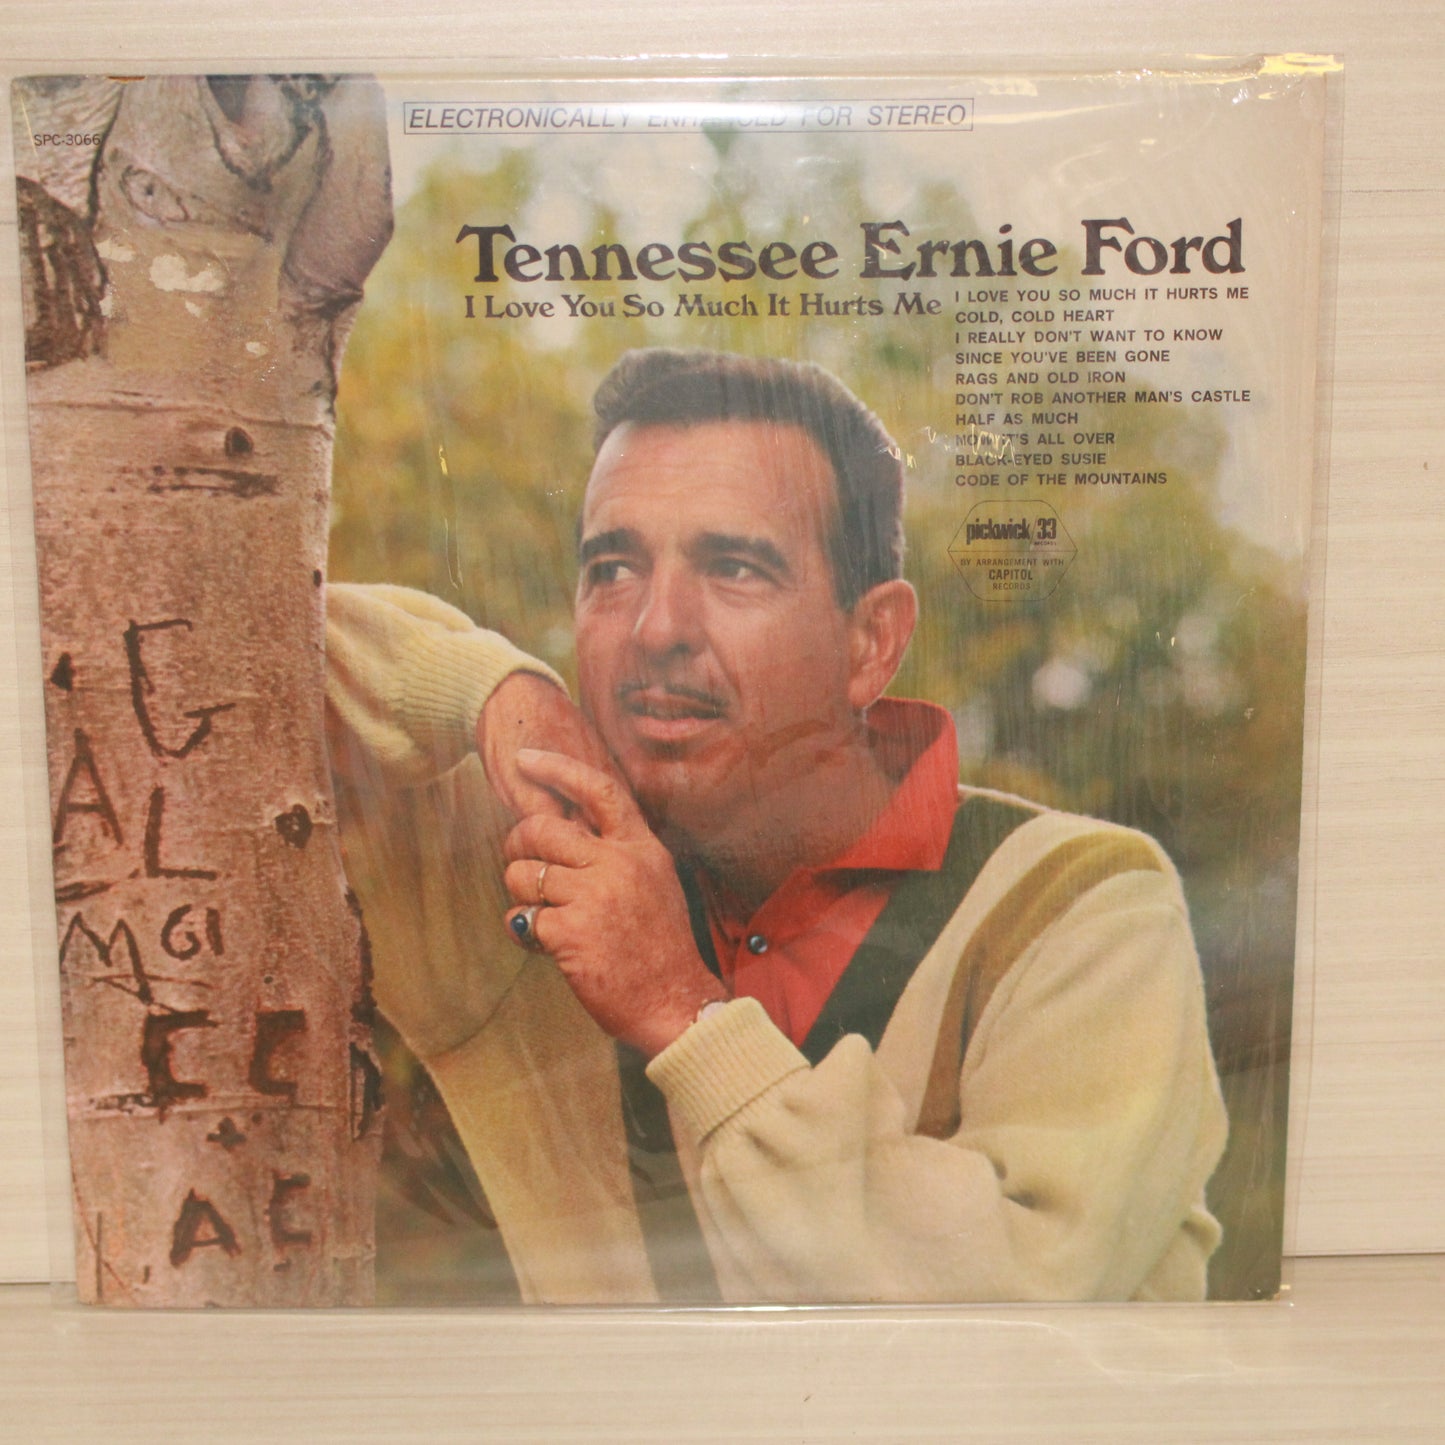 ELECTRONICALLY ENHANCED FOR STEREO
SPC-3066
Tennessee Ernie Ford
I Love You So Much It Hurts Me
I LOVE YOU SO MUCH IT HURTS ME
COLD, COLD HEART
I REALLY DON'T WANT TO KNOW
SINCE YOU'VE BEEN GONE
RAGS AND OLD IRON
DON'T ROB ANOTHER MAN'S CASTLE
HALF AS MUCH
NOW IT'S ALL OVER
BLACK-EYED SUSIE
CODE OF THE MOUNTAINS
pickwick/33
RECORDS
BY ARRANGEMENT WITH
CAPITOL
RECORDS
G
A L
M GI
C C
+
A C